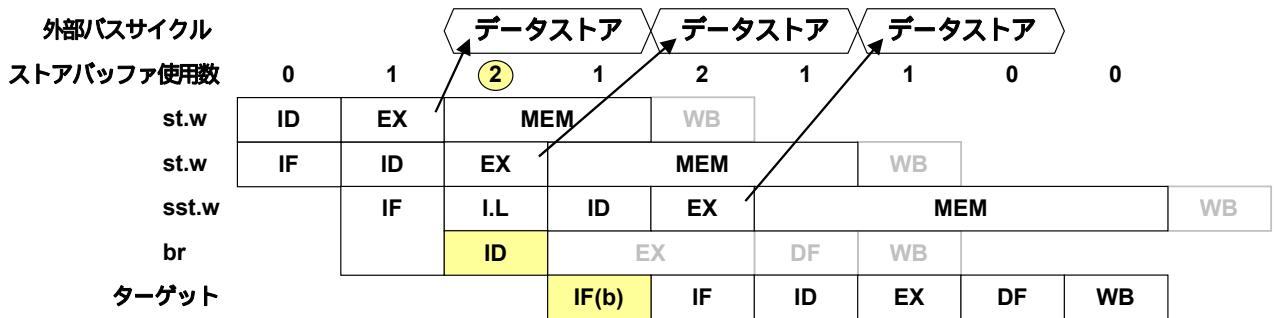 外部バスサイクル データストア データストア データストア
ストアバッファ使用数 0 1 2 1 2 1 1 0 0
st.w ID EX MEM WB
st.w IF ID EX MEM WB
sst.w IF I.L ID EX MEM WB
br ID EX DF WB
ターゲット IF(b) IF ID EX DF WB